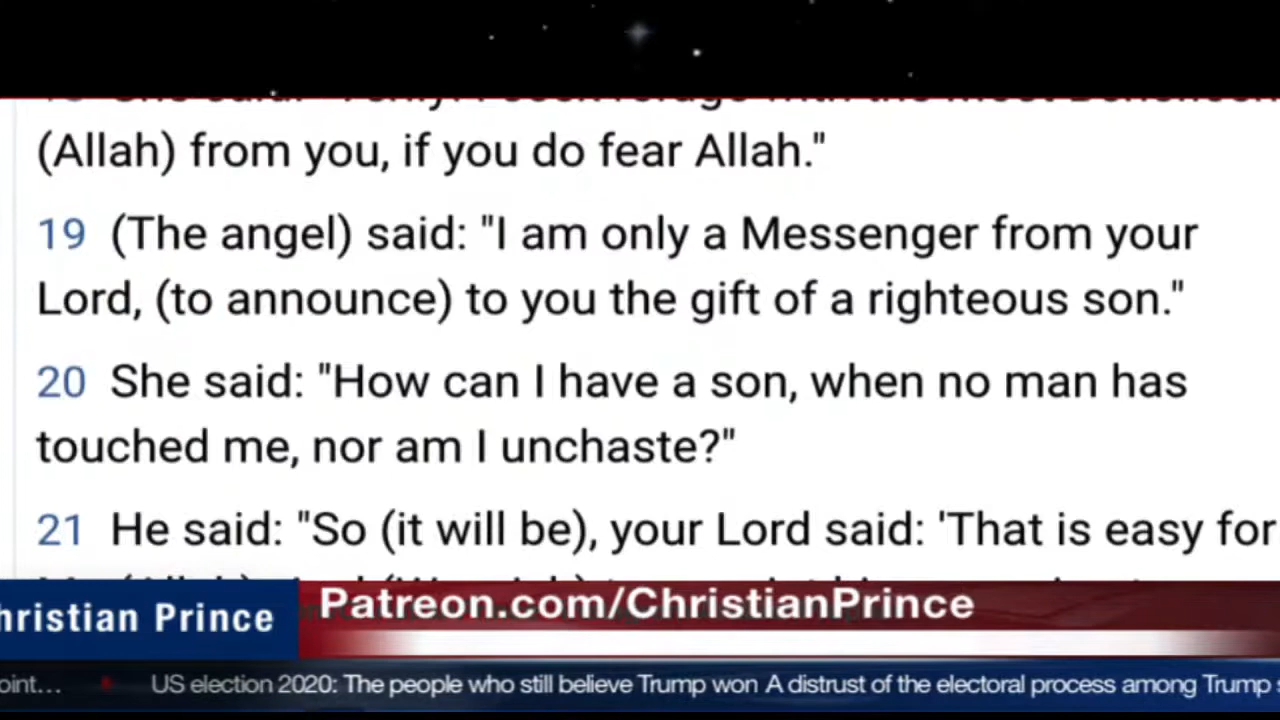 (Allah) from you, if you do fear Allah."
19 (The angel) said: "I am only a Messenger from your
Lord, (to announce) to you the gift of a righteous son."
20 She said: "How can I have a son, when no man has
touched me, nor am I unchaste?"
21 He said: "So (it will be), your Lord said: 'That is easy for
hristian Prince
Patreon.com/ChristianPrince
oint... US election 2020: The people who still believe Trump won A distrust of the electoral process among Trump